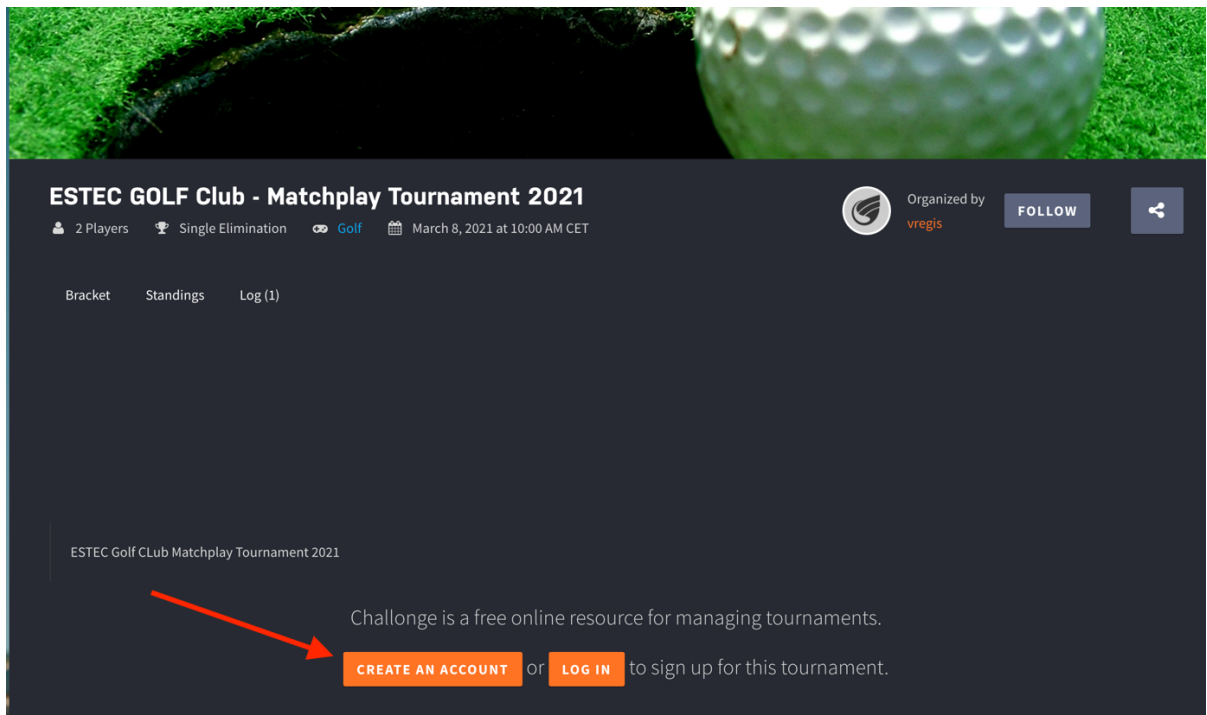 ESTEC GOLF Club - Matchplay Tournament 2021
2 Players Single Elimination Golf March 8, 2021 at 10:00 AM CET
Organized by
vregis
FOLLOW
Bracket Standings Log (1)
ESTEC Golf CLub Matchplay Tournament 2021
Challonge is a free online resource for managing tournaments.
CREATE AN ACCOUNT or LOG IN to sign up for this tournament.